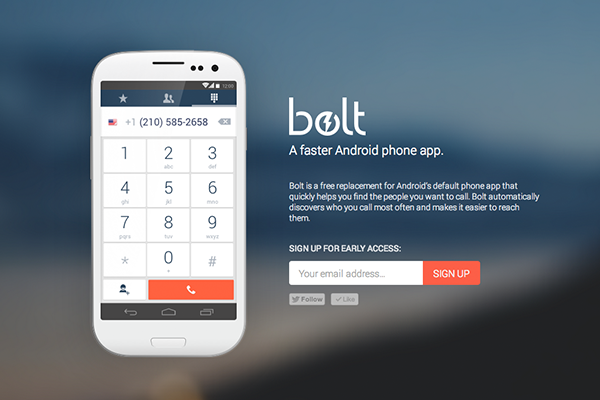 12:00
+1 (210) 585-2658
1
2
abc
3
def
4
ghi
5
jkl
6
mno
7
pqrs
8
tuv
9
wxyz
*
0
+
#
bolt
A faster Android phone app.
Bolt is a free replacement for Android's default phone app that
quickly helps you find the people you want to call. Bolt automatically
discovers who you call most often and makes it easier to reach
them.
SIGN UP FOR EARLY ACCESS:
Your email address...
SIGN UP
Follow
Like